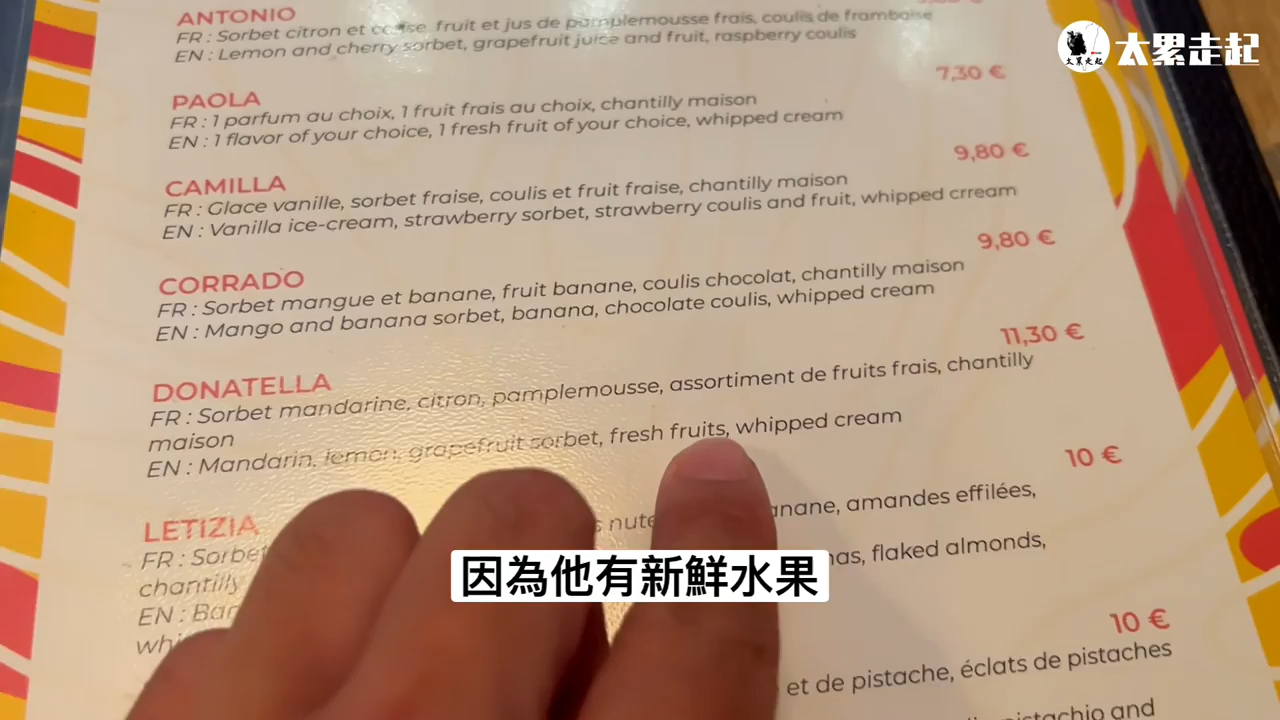 ANTONIO
FR : Sorbet citron et cerise, fruit et jus de pamplemousse frais, coulis de framboise
EN : Lemon and cherry sorbet, grapefruit juice and fruit, raspberry coulis
太累走起
太累走起
7,30 €
PAOLA
FR : 1 parfum au choix, 1 fruit frais au choix, chantilly maison
EN : 1 flavor of your choice, 1 fresh fruit of your choice, whipped cream
9,80 €
CAMILLA
FR : Glace vanille, sorbet fraise, coulis et fruit fraise, chantilly maison
EN : Vanilla ice-cream, strawberry sorbet, strawberry coulis and fruit, whipped crream
9,80 €
CORRADO
FR : Sorbet mangue et banane, fruit banane, coulis chocolat, chantilly maison
EN : Mango and banana sorbet, banana, chocolate coulis, whipped cream
11,30 €
DONATELLA
FR : Sorbet mandarine, citron, pamplemousse, assortiment de fruits frais, chantilly
maison
EN : Mandarin, lemon, grapefruit sorbet, fresh fruits, whipped cream
10 €
LETIZIA
FR : amandes effilées,
chantilly
EN : flaked almonds,
因為他有新鮮水果
10 €
et de pistache, éclats de pistaches
pistachio and